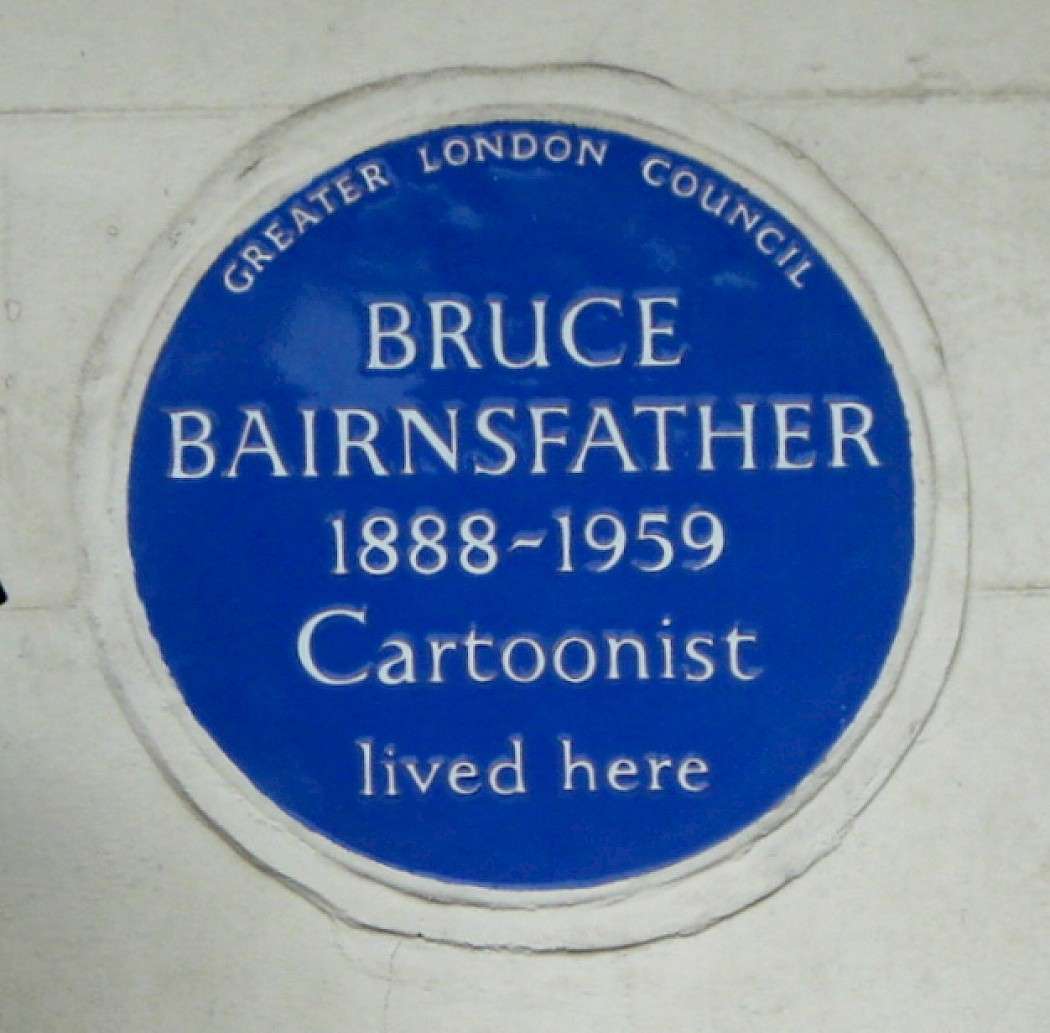 GREATER LONDON COUNCIL
BRUCE
BAIRNSFATHER
1888~1959
Cartoonist
lived here